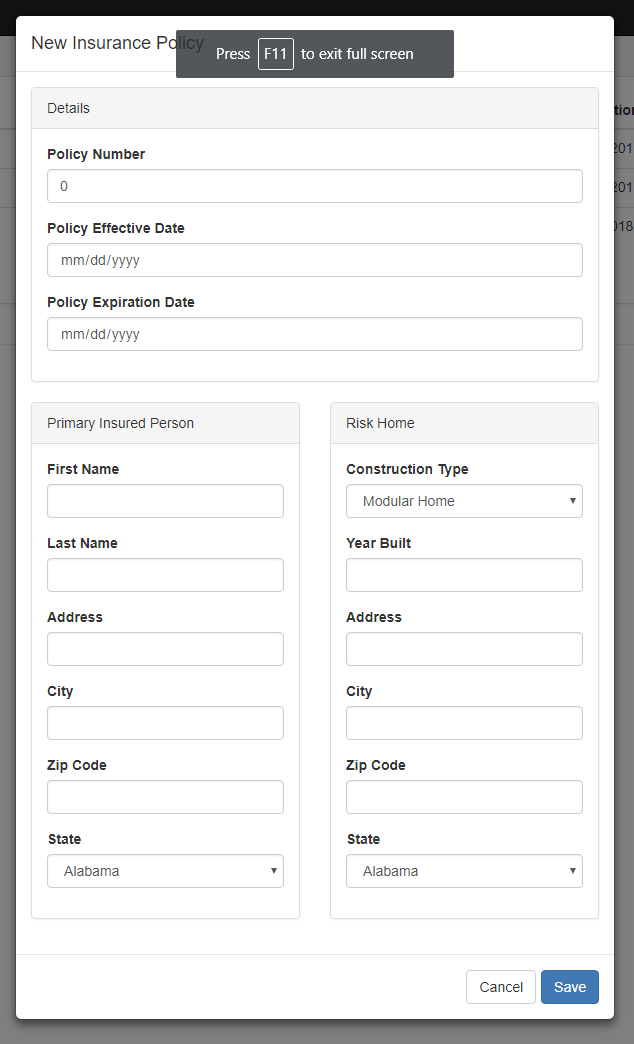 New Insurance Policy
Press F11 to exit full screen
Details
Policy Number
0
Policy Effective Date
mm/dd/yyyy
Policy Expiration Date
mm/dd/yyyy
Primary Insured Person
First Name
Last Name
Address
City
Zip Code
State
Alabama
Risk Home
Construction Type
Modular Home
Year Built
Address
City
Zip Code
State
Alabama
Cancel
Save